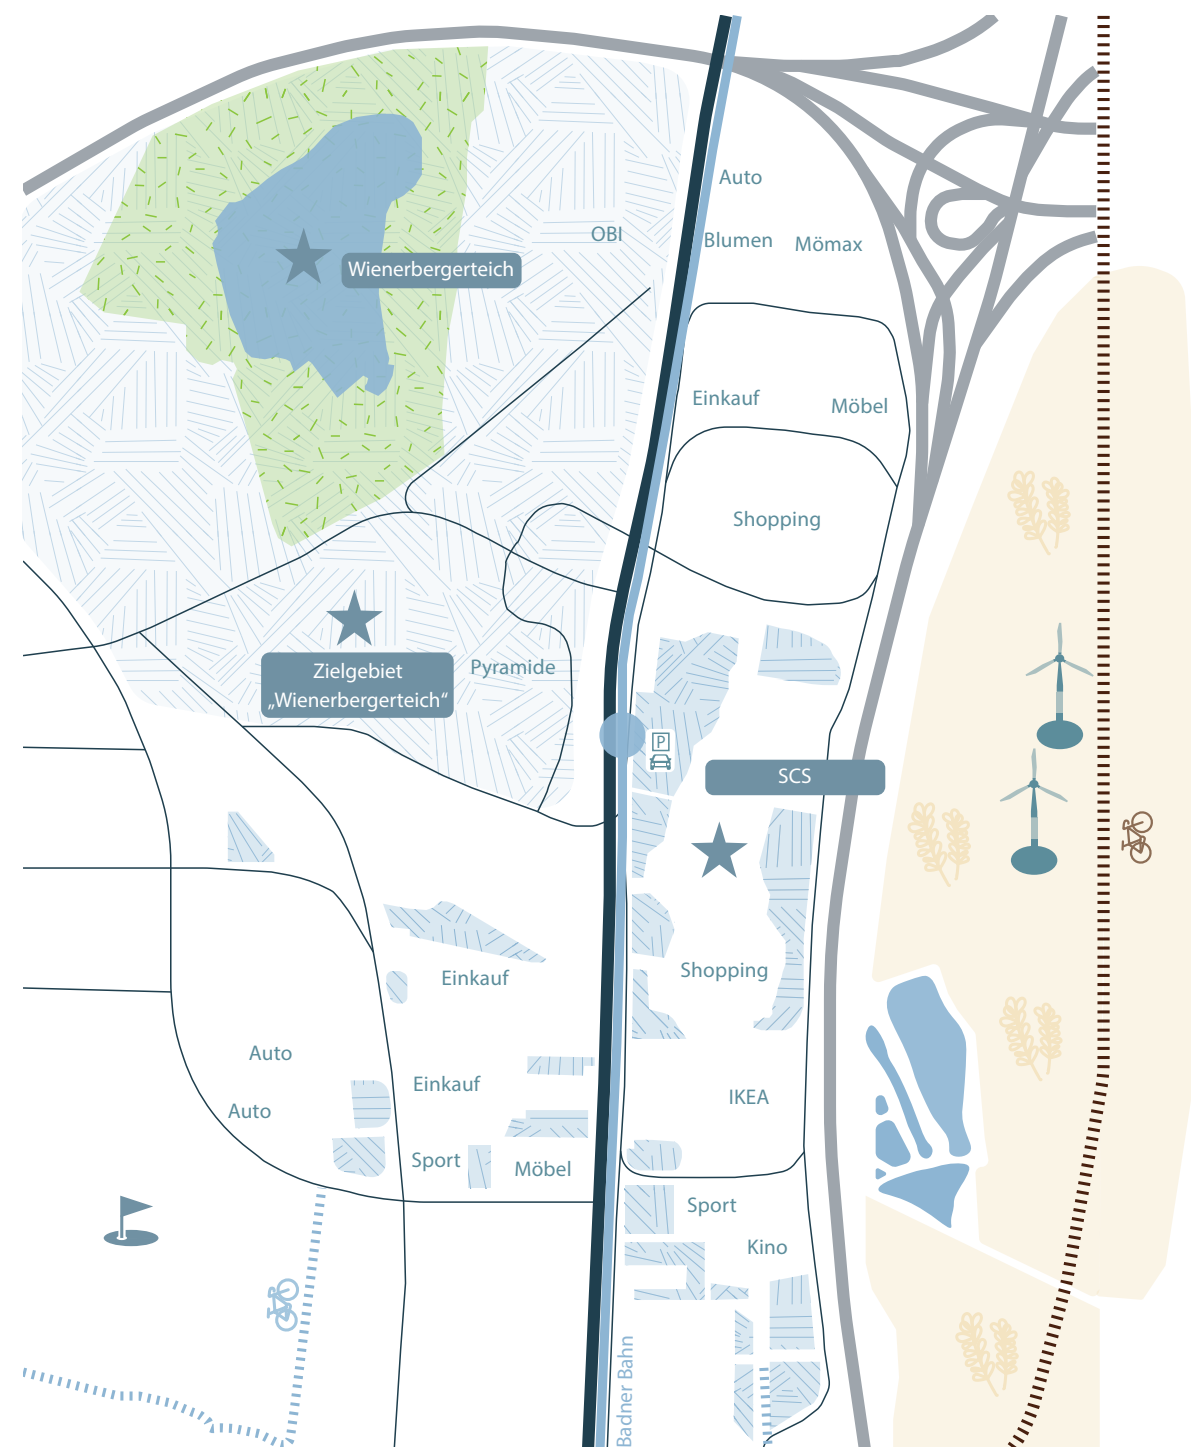 Auto
OBI
Blumen
Mömax
Wienerbergerteich
Einkauf
Möbel
Shopping
Zielgebiet
„Wienerbergerteich“
Pyramide
P
SCS
Shopping
Einkauf
Auto
Einkauf
IKEA
Auto
Sport
Möbel
Sport
Kino
Badner Bahn